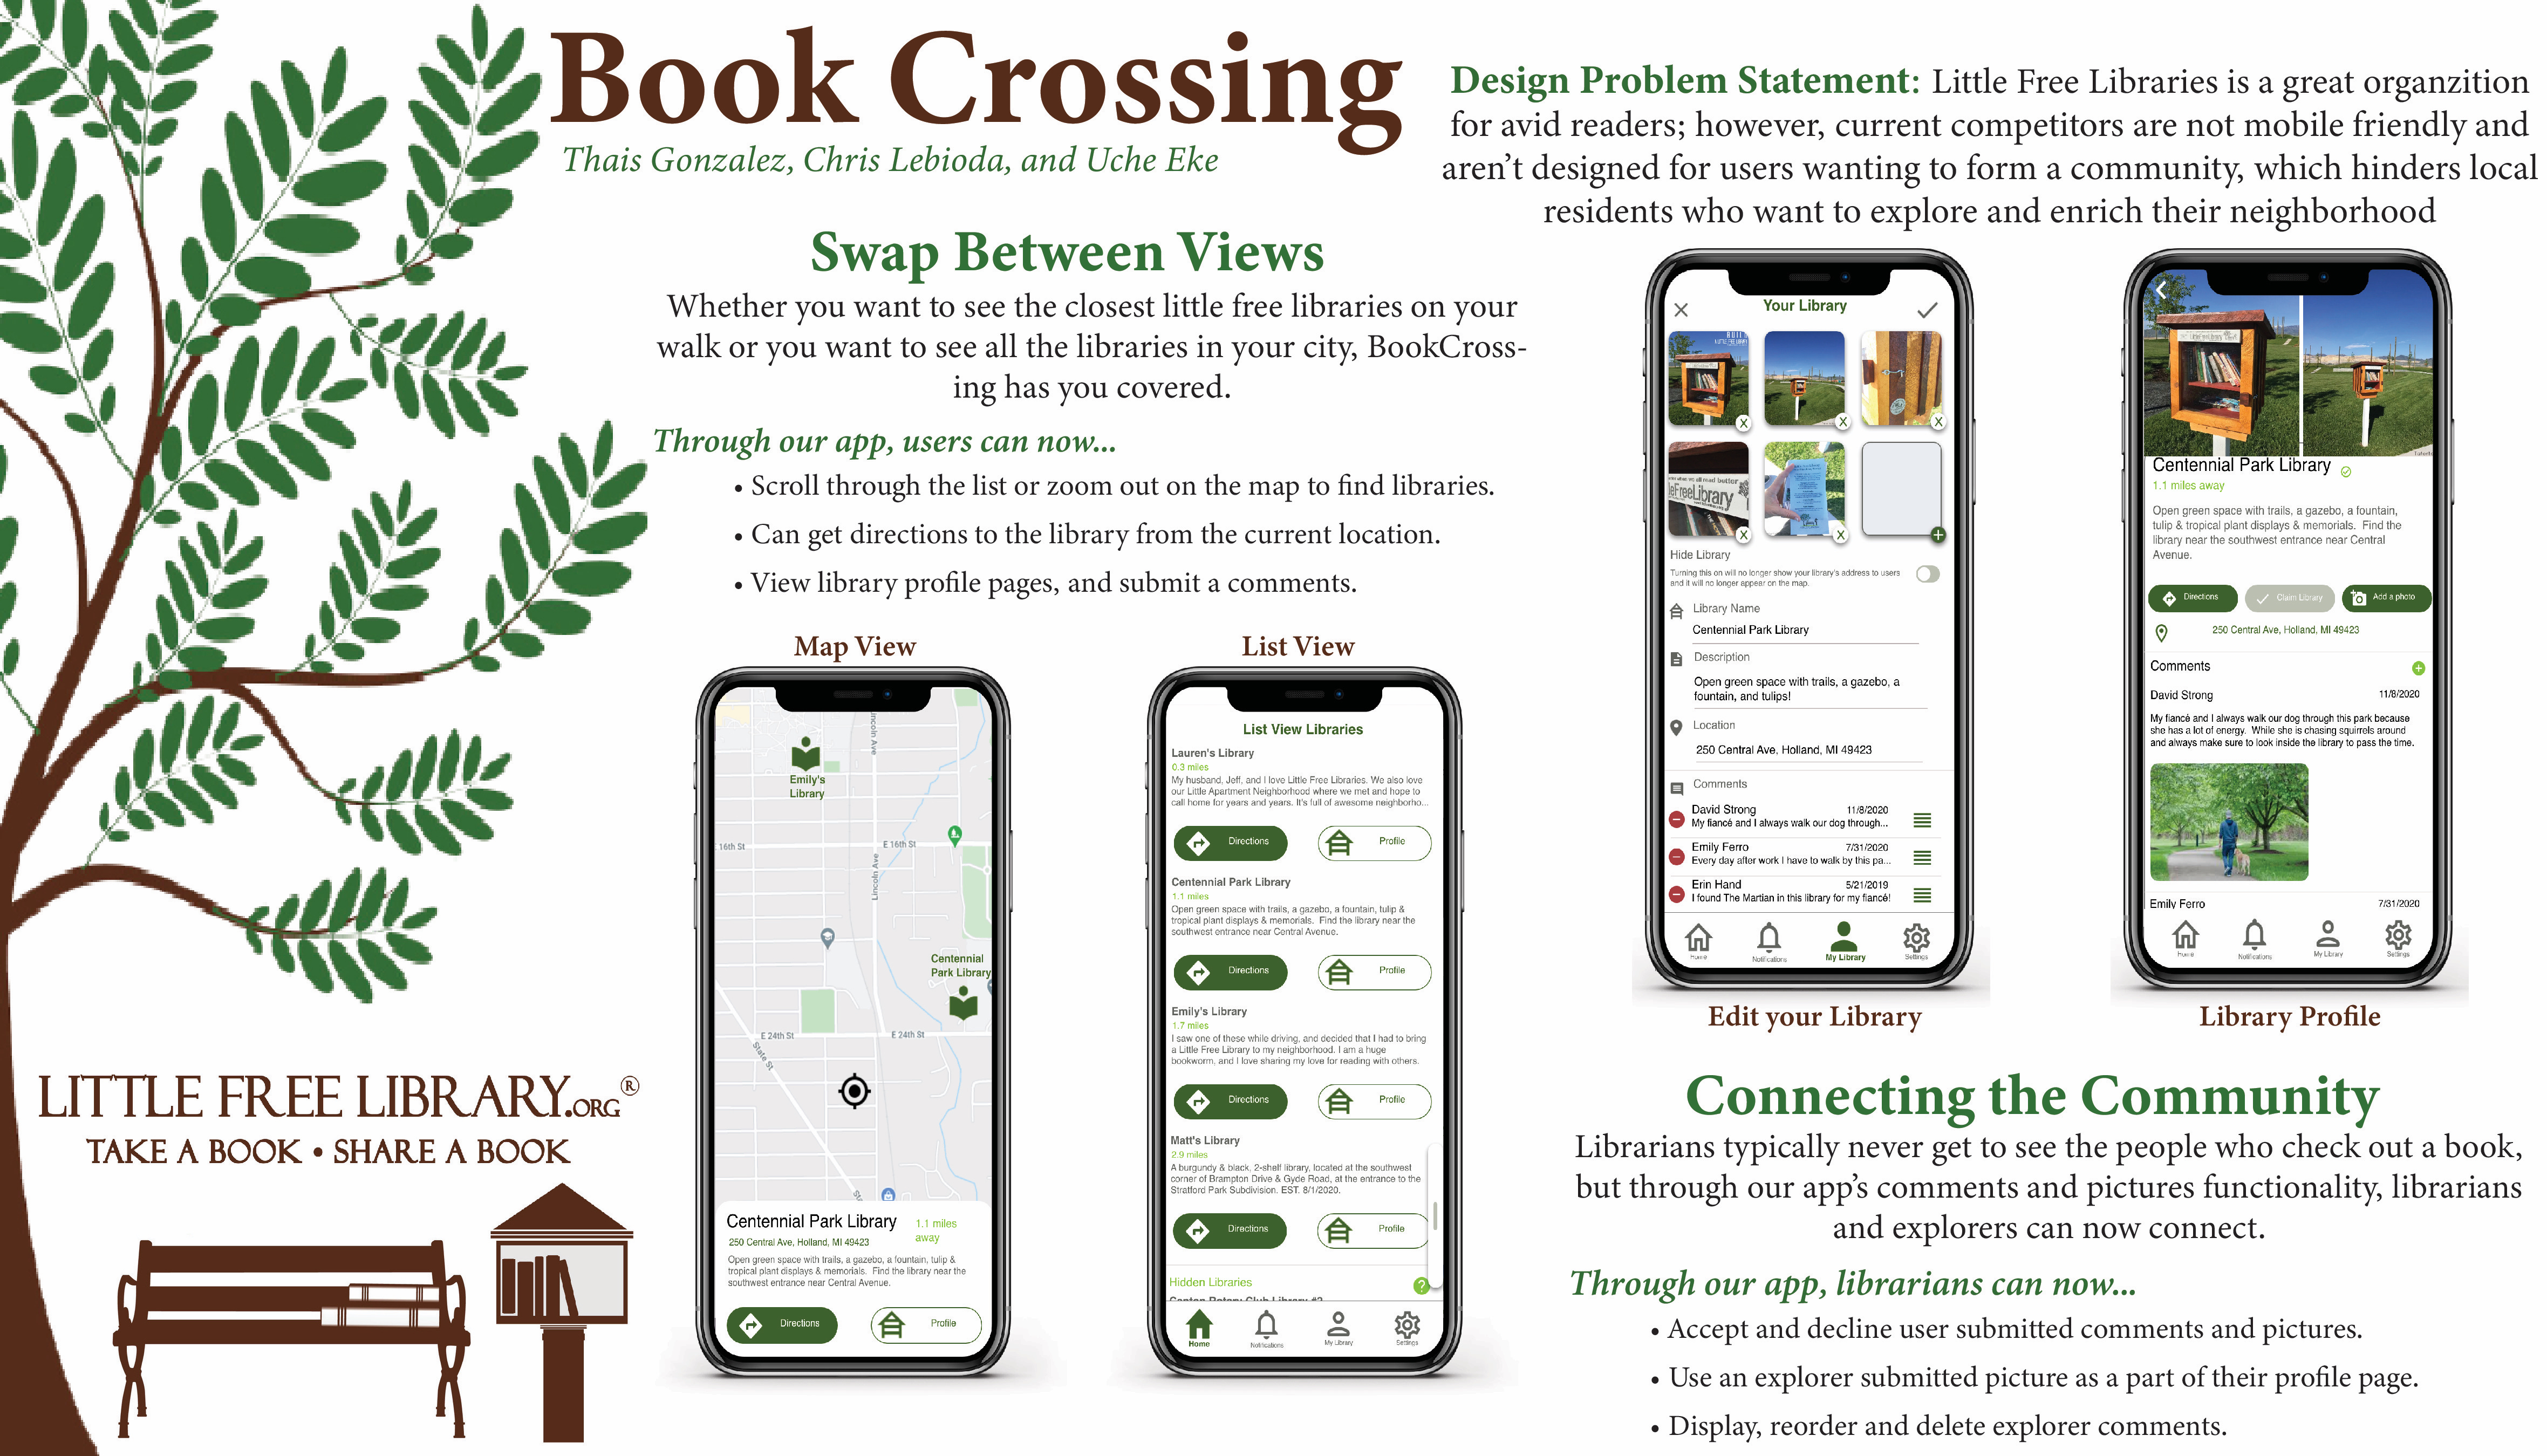 Book Crossing
Thais Gonzalez, Chris Lebioda, and Uche Eke
Design Problem Statement: Little Free Libraries is a great organzition
for avid readers; however, current competitors are not mobile friendly and
aren't designed for users wanting to form a community, which hinders local
residents who want to explore and enrich their neighborhood
Swap Between Views
Whether you want to see the closest little free libraries on your
walk or you want to see all the libraries in your city, BookCross-
ing has you covered.
Through our app, users can now...
• Scroll through the list or zoom out on the map to find libraries.
• Can get directions to the library from the current location.
• View library profile pages, and submit a comments.
Map View
Emily's
Library
Lincoln Ave
16th St
E 16th St
Lincoln Ave
Centennial
Park Library
E 24th St
E 24th St
State St
Centennial Park Library
1.1 miles
away
250 Central Ave, Holland, MI 49423
Open green space with trails, a gazebo, a fountain, tulip &
tropical plant displays & memorials. Find the library near the
southwest entrance near Central Avenue.
Directions
Profile
List View
List View Libraries
Lauren's Library
0.3 miles
My husband, Jeff, and I love Little Free Libraries. We also love
our Little Apartment Neighborhood where we met and hope to
call home for years and years. It's full of awesome neighborho...
Directions
Profile
Centennial Park Library
1.1 miles
Open green space with trails, a gazebo, a fountain, tulip &
tropical plant displays & memorials. Find the library near the
southwest entrance near Central Avenue.
Directions
Profile
Emily's Library
1.7 miles
I saw one of these while driving, and decided that I had to bring
a Little Free Library to my neighborhood. I am a huge
bookworm, and I love sharing my love for reading with others.
Directions
Profile
Matt's Library
2.9 miles
A burgundy & black, 2-shelf library, located at the southwest
corner of Brampton Drive & Gyde Road, at the entrance to the
Stratford Park Subdivision. EST. 8/1/2020.
Directions
Profile
Hidden Libraries
?
Canton Rotary Club Library #2
Home
Notifications
My Library
Settings
Your Library
Hide Library
Turning this on will no longer show your library's address to users
and it will no longer appear on the map.
Library Name
Centennial Park Library
Description
Open green space with trails, a gazebo, a
fountain, and tulips!
Location
250 Central Ave, Holland, MI 49423
Comments
David Strong 11/8/2020
My fiancé and I always walk our dog through...
Emily Ferro 7/31/2020
Every day after work I have to walk by this pa...
Erin Hand 5/21/2019
I found The Martian in this library for my fiancé!
Home
Notifications
My Library
Settings
Edit your Library
Centennial Park Library
1.1 miles away
Open green space with trails, a gazebo, a fountain,
tulip & tropical plant displays & memorials. Find the
library near the southwest entrance near Central
Avenue.
Directions
Claim Library
Add a photo
250 Central Ave, Holland, MI 49423
Comments
David Strong 11/8/2020
My fiancé and I always walk our dog through this park because
she has a lot of energy. While she is chasing squirrels around
and always make sure to look inside the library to pass the time.
Emily Ferro 7/31/2020
Home
Notifications
My Library
Settings
Library Profile
Connecting the Community
Librarians typically never get to see the people who check out a book,
but through our app's comments and pictures functionality, librarians
and explorers can now connect.
Through our app, librarians can now...
• Accept and decline user submitted comments and pictures.
• Use an explorer submitted picture as a part of their profile page.
• Display, reorder and delete explorer comments.
LITTLE FREE LIBRARY.ORG®
TAKE A BOOK • SHARE A BOOK